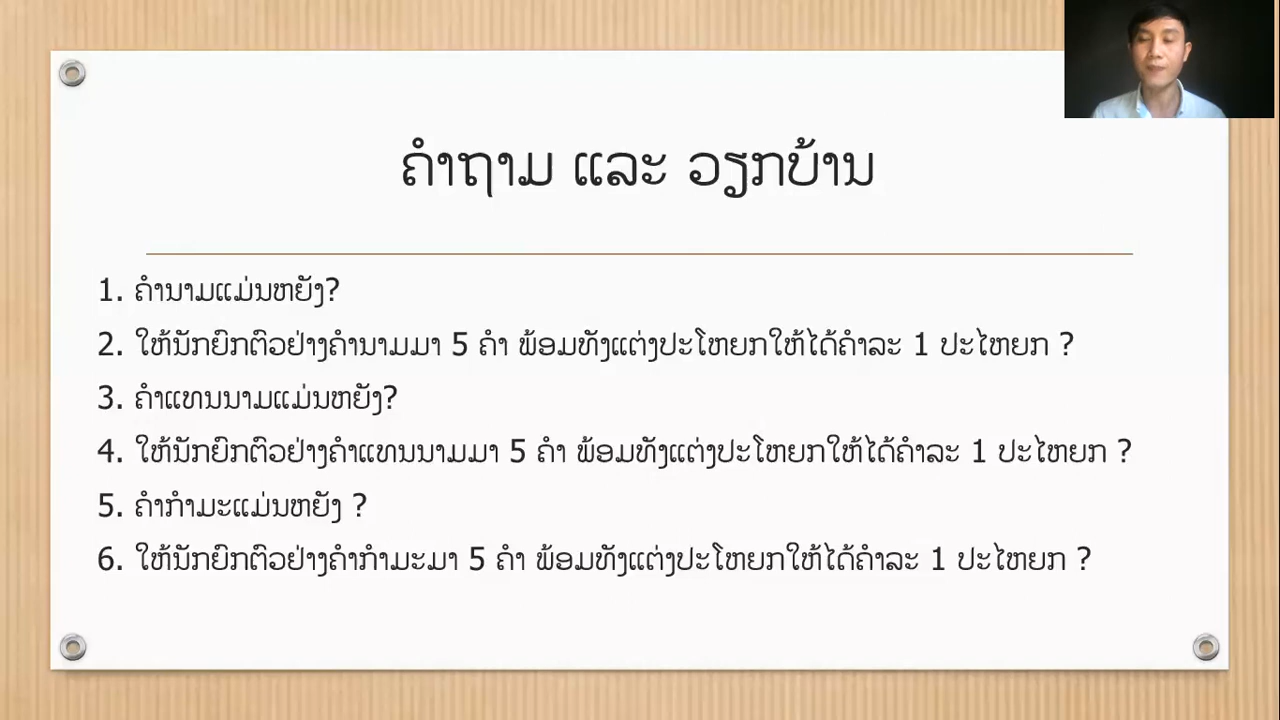 ຄຳຖາມ ແລະ ວຽກບ້ານ
1. ຄຳນາມແມ່ນຫຍັງ?
2. ໃຫ້ນັກຍົກຕົວຢ່າງຄຳນາມມາ 5 ຄຳ ພ້ອມທັງແຕ່ງປະໂຫຍກໃຫ້ໄດ້ຄຳລະ 1 ປະໄຫຍກ ?
3. ຄຳແທນນາມແມ່ນຫຍັງ?
4. ໃຫ້ນັກຍົກຕົວຢ່າງຄຳແທນນາມມາ 5 ຄຳ ພ້ອມທັງແຕ່ງປະໂຫຍກໃຫ້ໄດ້ຄຳລະ 1 ປະໄຫຍກ ?
5. ຄຳກຳມະແມ່ນຫຍັງ ?
6. ໃຫ້ນັກຍົກຕົວຢ່າງຄຳກຳມະມາ 5 ຄຳ ພ້ອມທັງແຕ່ງປະໂຫຍກໃຫ້ໄດ້ຄຳລະ 1 ປະໄຫຍກ ?